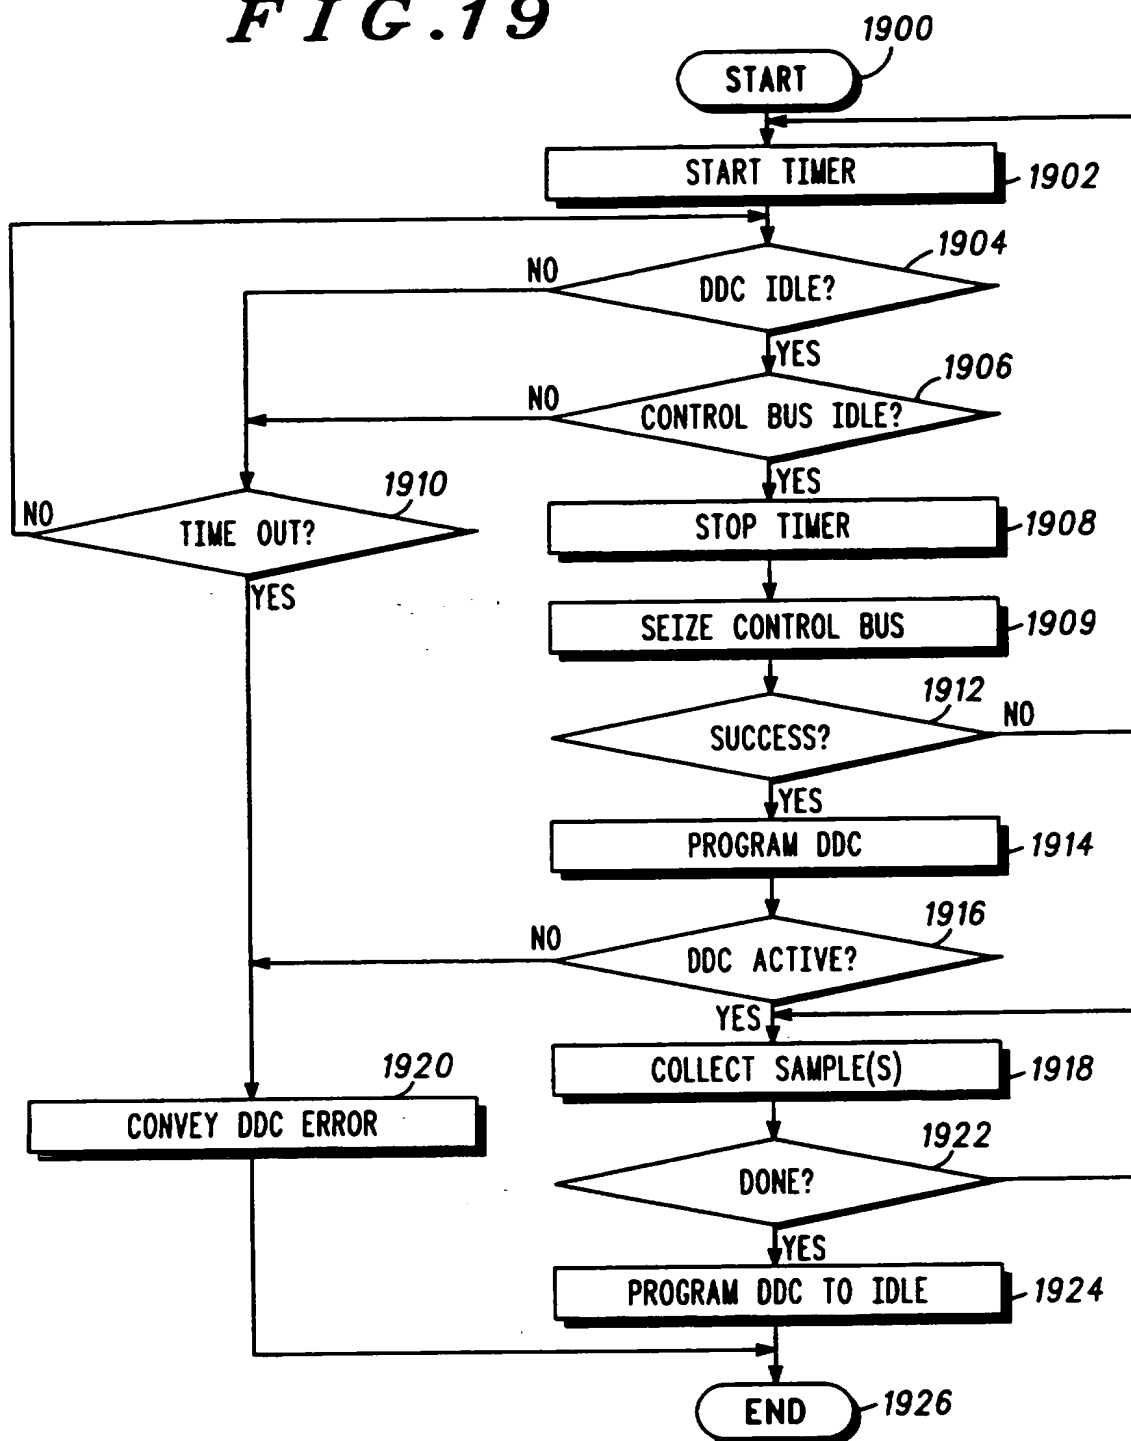 FIG.19
1900
START
START TIMER
1902
1904
NO
DDC IDLE?
YES
1906
NO
CONTROL BUS IDLE?
YES
1910
NO
TIME OUT?
YES
STOP TIMER
1908
SEIZE CONTROL BUS
1909
1912
NO
SUCCESS?
YES
PROGRAM DDC
1914
1916
NO
DDC ACTIVE?
YES
COLLECT SAMPLE(S)
1918
1920
CONVEY DDC ERROR
1922
DONE?
YES
PROGRAM DDC TO IDLE
1924
END
1926